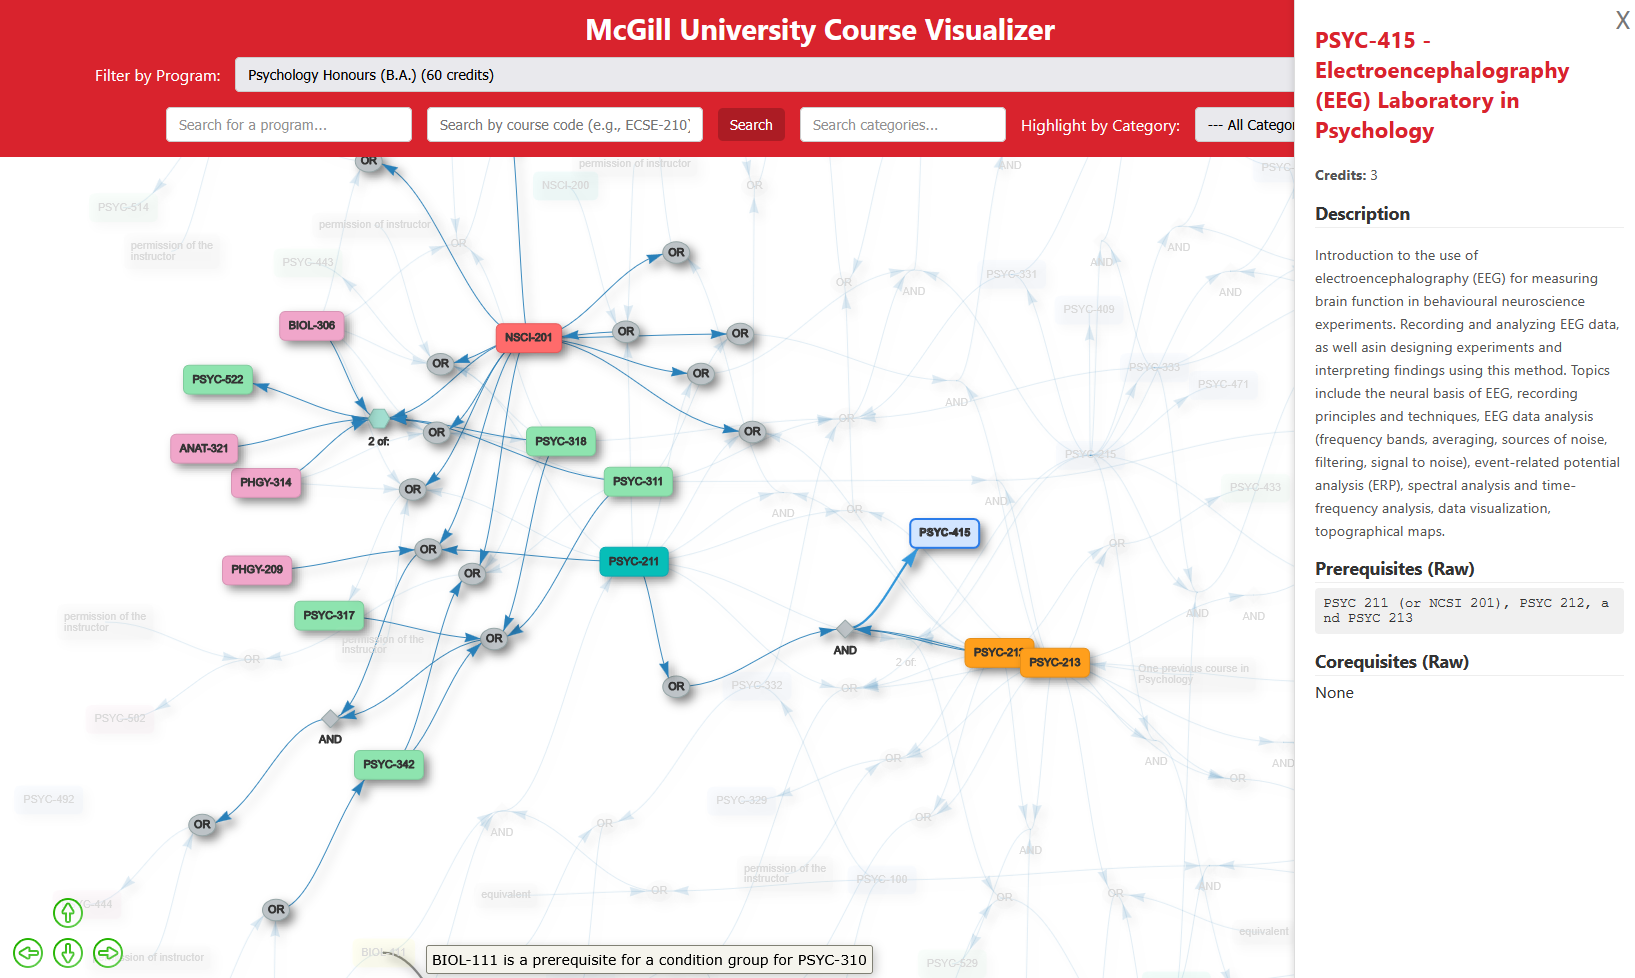 McGill University Course Visualizer
Filter by Program:
Psychology Honours (B.A.) (60 credits)
Search for a program...
Search by course code (e.g., ECSE-210)
Search
Search categories...
Highlight by Category:
--- All Catego
OR
permission of instructor
AND
PSYC-
NSCI-200
OR
PSYC-514
permission of instructor
permission of the
instructor
OR
OR
AND
PSYC-443
AND
PSYC-331
OR
AND
AND
PSYC-409
BIOL-306
NSCI-201
OR
OR
OR
PSYC-333
PSYC-522
OR
PSYC-471
AND
OR
2 of:
OR
OR
PSYC-318
ANAT-321
PSYC-215
PHGY-314
PSYC-311
OR
PSYC-433
AND
AND
OR
PSYC-415
OR
OR
PSYC-211
PHGY-209
OR
PSYC-317
permission of the
instructor
AND
AND
OR
permission of the
instructor
AND
PSYC-212
PSYC-213
OR
2 of:
One previous course in
Psychology
OR
PSYC-332
OR
PSYC-502
AND
PSYC-342
OR
AND
AND
OR
PSYC-492
PSYC-329
OR
OR
OR
AND
AND
permission of the
instructor
PSYC-100
AND
equivalent
OR
OR
OR
YC-444
OR
equivalent
sion of instructor
BIOL-111
PSYC-529
BIOL-111 is a prerequisite for a condition group for PSYC-310
X
PSYC-415 -
Electroencephalography
(EEG) Laboratory in
Psychology
Credits: 3
Description
Introduction to the use of
electroencephalography (EEG) for measuring
brain function in behavioural neuroscience
experiments. Recording and analyzing EEG data,
as well asin designing experiments and
interpreting findings using this method. Topics
include the neural basis of EEG, recording
principles and techniques, EEG data analysis
(frequency bands, averaging, sources of noise,
filtering, signal to noise), event-related potential
analysis (ERP), spectral analysis and time-
frequency analysis, data visualization,
topographical maps.
Prerequisites (Raw)
PSYC 211 (or NCSI 201), PSYC 212, a
nd PSYC 213
Corequisites (Raw)
None